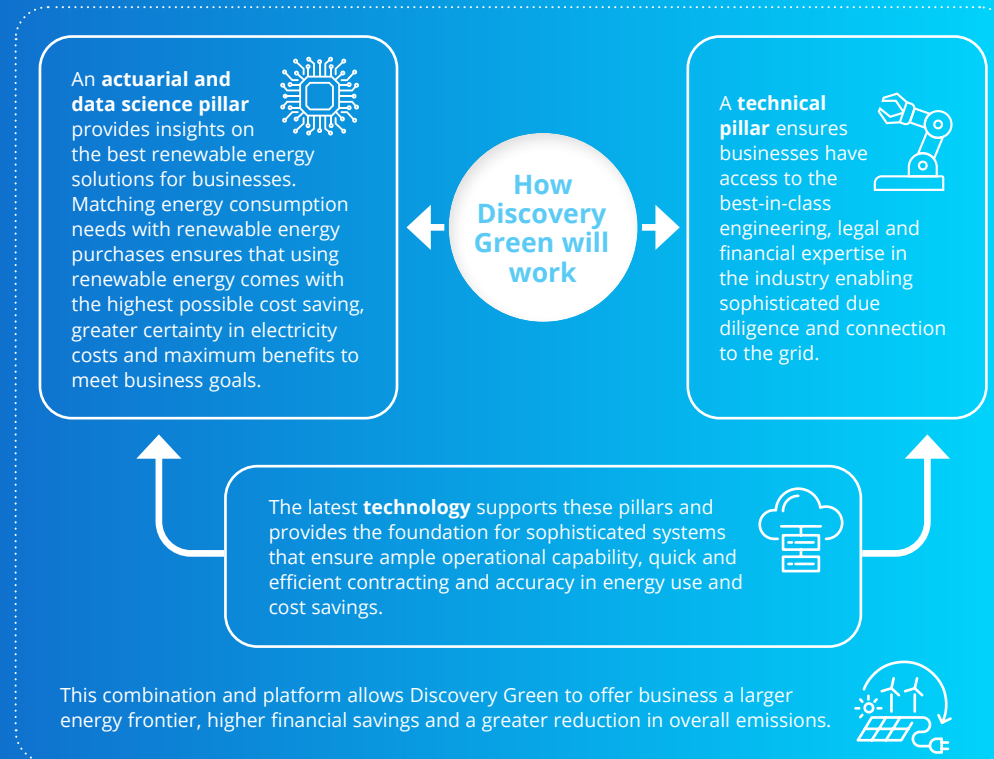 An actuarial and
data science pillar
provides insights on
the best renewable energy
solutions for businesses.
Matching energy consumption
needs with renewable energy
purchases ensures that using
renewable energy comes with
the highest possible cost saving,
greater certainty in electricity
costs and maximum benefits to
meet business goals.
How
Discovery
Green will
work
A technical
pillar ensures
businesses have
access to the
best-in-class
engineering, legal and
financial expertise in
the industry enabling
sophisticated due
diligence and connection
to the grid.
The latest technology supports these pillars and
provides the foundation for sophisticated systems
that ensure ample operational capability, quick and
efficient contracting and accuracy in energy use and
cost savings.
This combination and platform allows Discovery Green to offer business a larger
energy frontier, higher financial savings and a greater reduction in overall emissions.